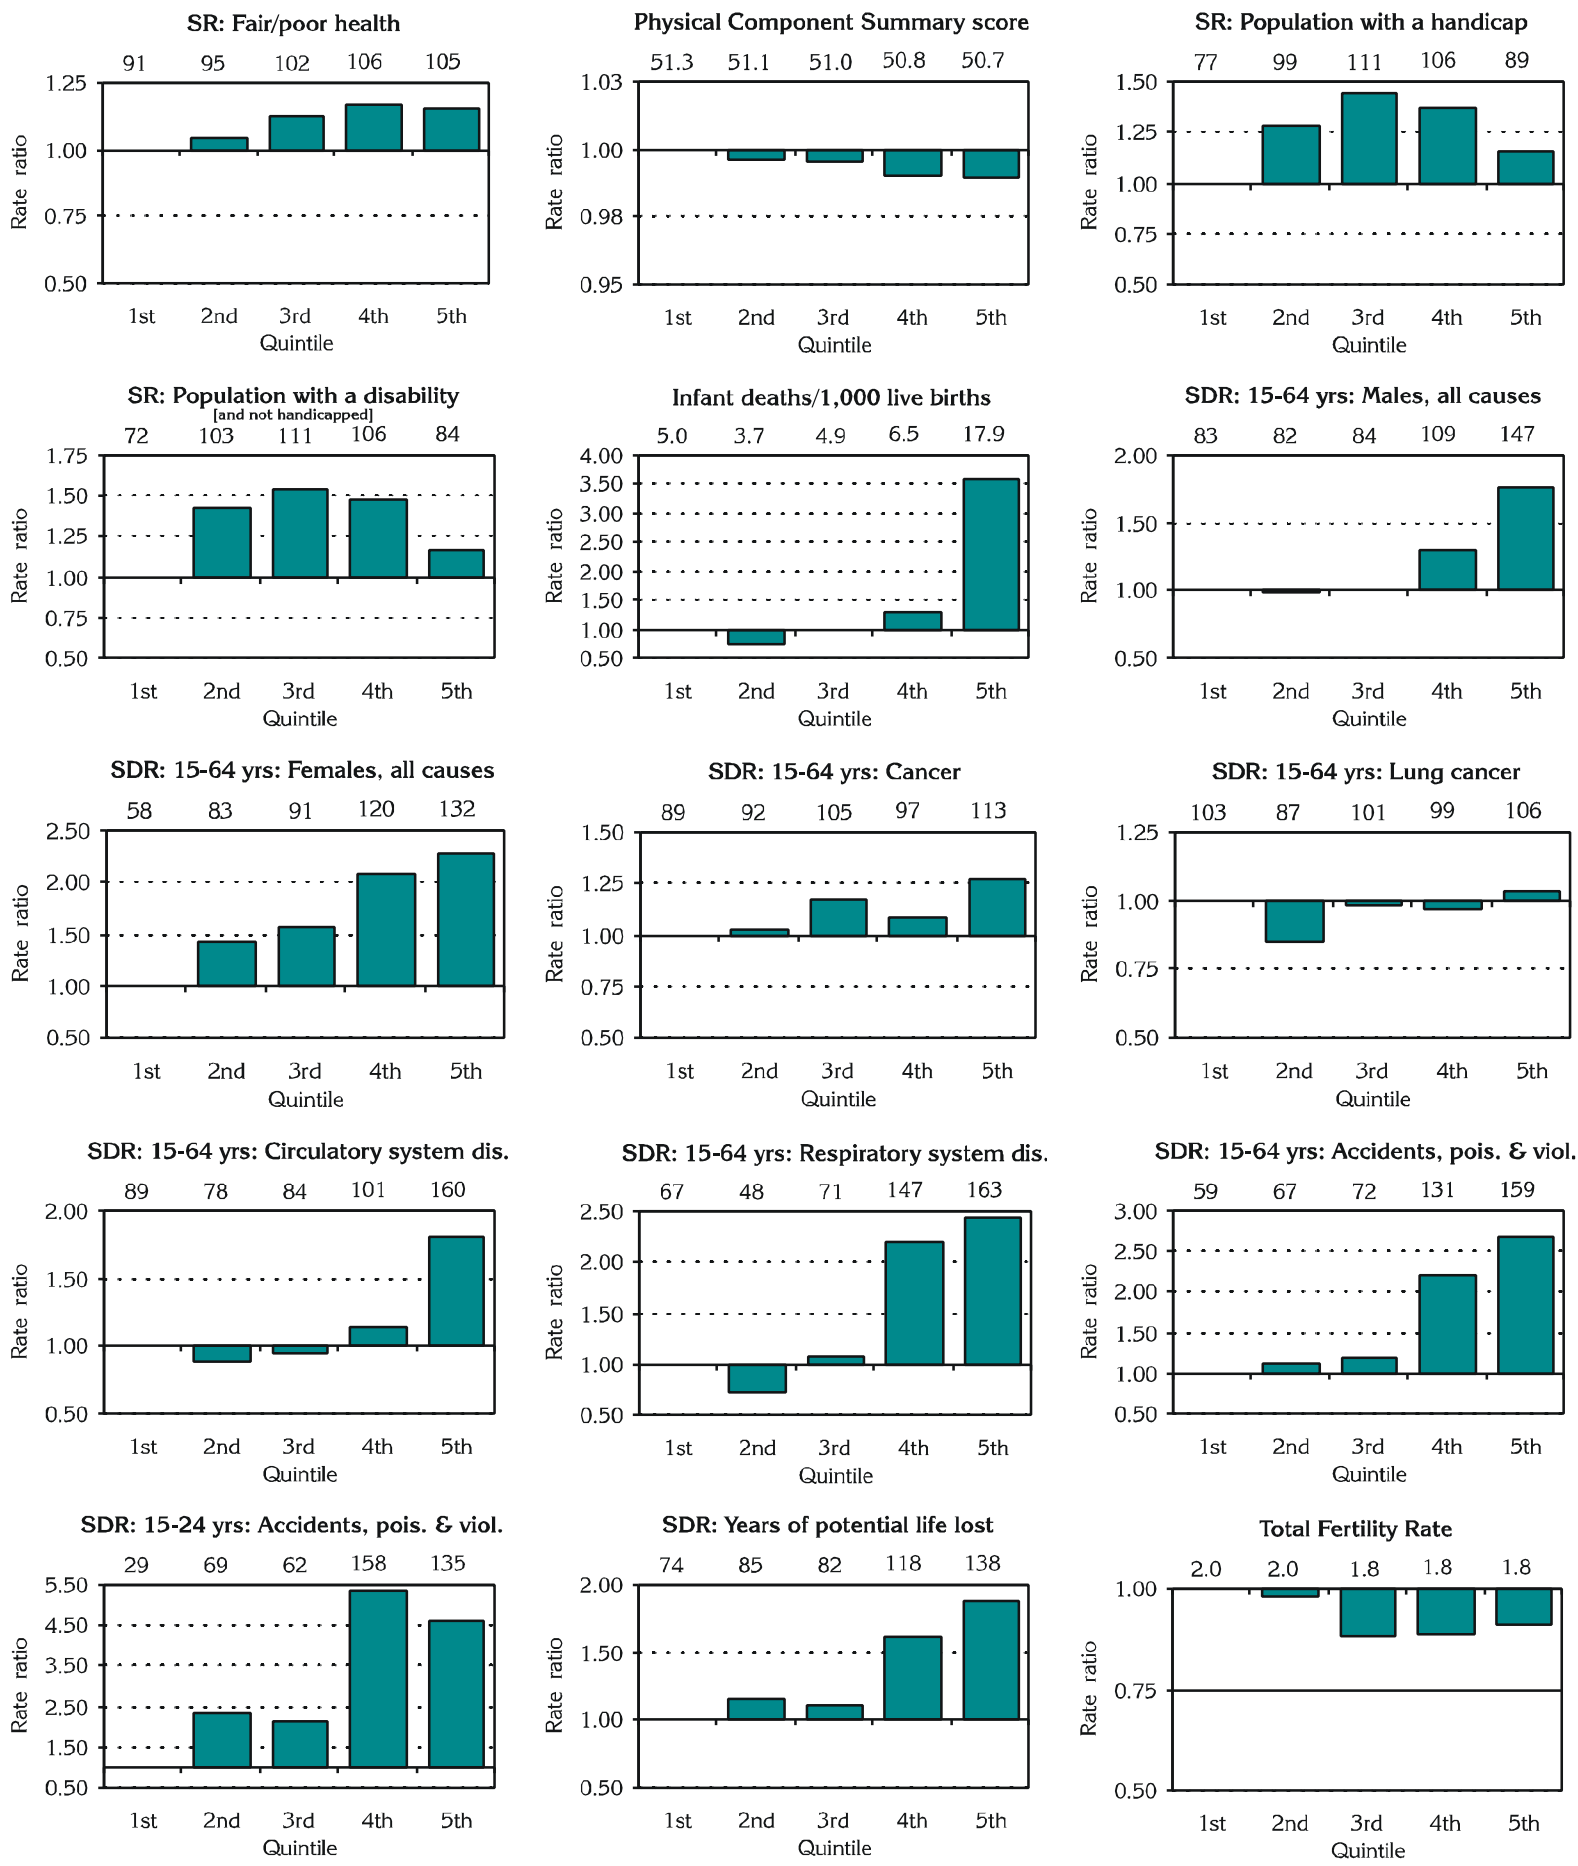 SR: Fair/poor health
91 95 102 106 105
1.25
1.00
0.75
0.50
Rate ratio
1st 2nd 3rd 4th 5th
Quintile
Physical Component Summary score
51.3 51.1 51.0 50.8 50.7
1.03
1.00
0.98
0.95
Rate ratio
1st 2nd 3rd 4th 5th
Quintile
SR: Population with a handicap
77 99 111 106 89
1.50
1.25
1.00
0.75
0.50
Rate ratio
1st 2nd 3rd 4th 5th
Quintile
SR: Population with a disability
[and not handicapped]
72 103 111 106 84
1.75
1.50
1.25
1.00
0.75
0.50
Rate ratio
1st 2nd 3rd 4th 5th
Quintile
Infant deaths/1,000 live births
5.0 3.7 4.9 6.5 17.9
4.00
3.50
3.00
2.50
2.00
1.50
1.00
0.50
Rate ratio
1st 2nd 3rd 4th 5th
Quintile
SDR: 15-64 yrs: Males, all causes
83 82 84 109 147
2.00
1.50
1.00
0.50
Rate ratio
1st 2nd 3rd 4th 5th
Quintile
SDR: 15-64 yrs: Females, all causes
58 83 91 120 132
2.50
2.00
1.50
1.00
0.50
Rate ratio
1st 2nd 3rd 4th 5th
Quintile
SDR: 15-64 yrs: Cancer
89 92 105 97 113
1.50
1.25
1.00
0.75
0.50
Rate ratio
1st 2nd 3rd 4th 5th
Quintile
SDR: 15-64 yrs: Lung cancer
103 87 101 99 106
1.25
1.00
0.75
0.50
Rate ratio
1st 2nd 3rd 4th 5th
Quintile
SDR: 15-64 yrs: Circulatory system dis.
89 78 84 101 160
2.00
1.50
1.00
0.50
Rate ratio
1st 2nd 3rd 4th 5th
Quintile
SDR: 15-64 yrs: Respiratory system dis.
67 48 71 147 163
2.50
2.00
1.50
1.00
0.50
Rate ratio
1st 2nd 3rd 4th 5th
Quintile
SDR: 15-64 yrs: Accidents, pois. & viol.
59 67 72 131 159
3.00
2.50
2.00
1.50
1.00
0.50
Rate ratio
1st 2nd 3rd 4th 5th
Quintile
SDR: 15-24 yrs: Accidents, pois. & viol.
29 69 62 158 135
5.50
4.50
3.50
2.50
1.50
0.50
Rate ratio
1st 2nd 3rd 4th 5th
Quintile
SDR: Years of potential life lost
74 85 82 118 138
2.00
1.50
1.00
0.50
Rate ratio
1st 2nd 3rd 4th 5th
Quintile
Total Fertility Rate
2.0 2.0 1.8 1.8 1.8
1.00
0.75
0.50
Rate ratio
1st 2nd 3rd 4th 5th
Quintile